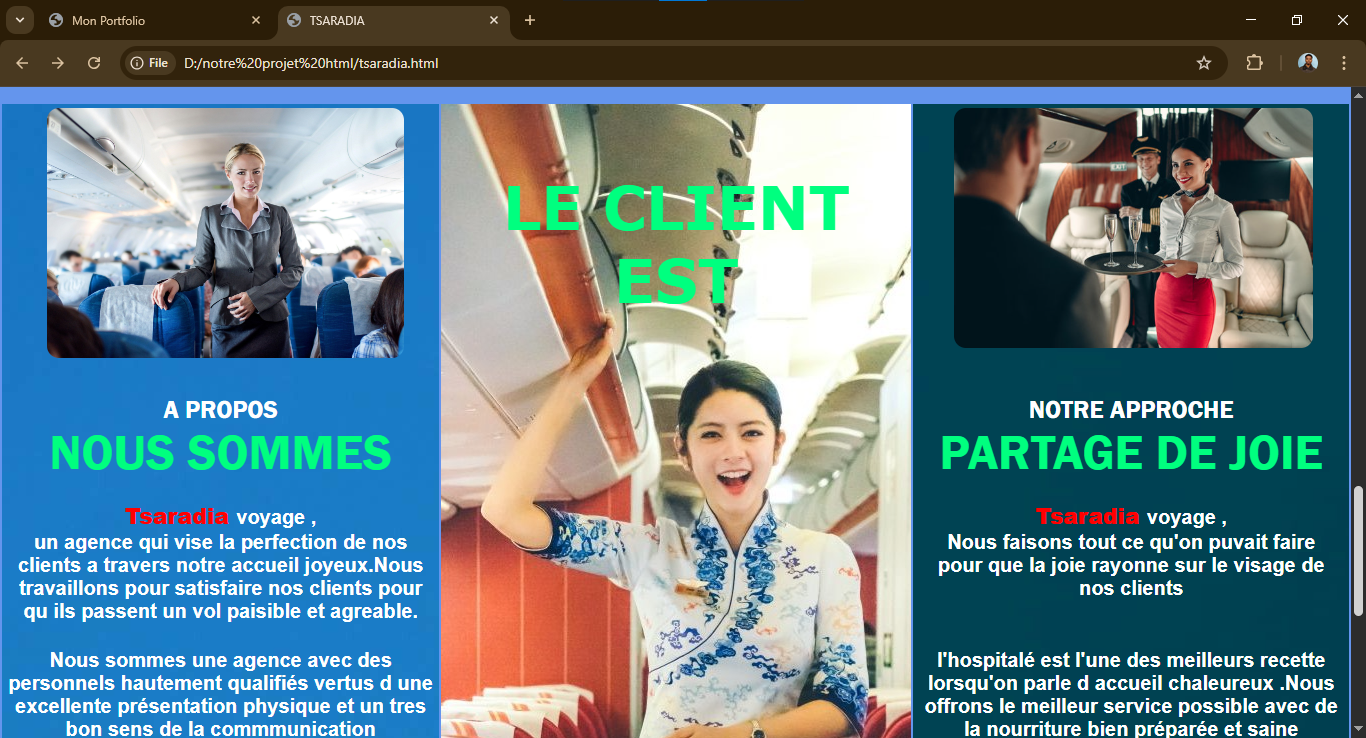 Mon Portfolio
TSARADIA
File
D:/notre%20projet%20html/tsaradia.html
A PROPOS
NOUS SOMMES
Tsaradia voyage ,
un agence qui vise la perfection de nos
clients a travers notre accueil joyeux.Nous
travaillons pour satisfaire nos clients pour
qu ils passent un vol paisible et agreable.
Nous sommes une agence avec des
personnels hautement qualifiés vertus d une
excellente présentation physique et un tres
bon sens de la commmunication
LE CLIENT
EST
EXIT
NOTRE APPROCHE
PARTAGE DE JOIE
Tsaradia voyage ,
Nous faisons tout ce qu'on puvait faire
pour que la joie rayonne sur le visage de
nos clients
l'hospitalé est l'une des meilleurs recette
lorsqu'on parle d accueil chaleureux .Nous
offrons le meilleur service possible avec de
la nourriture bien préparée et saine